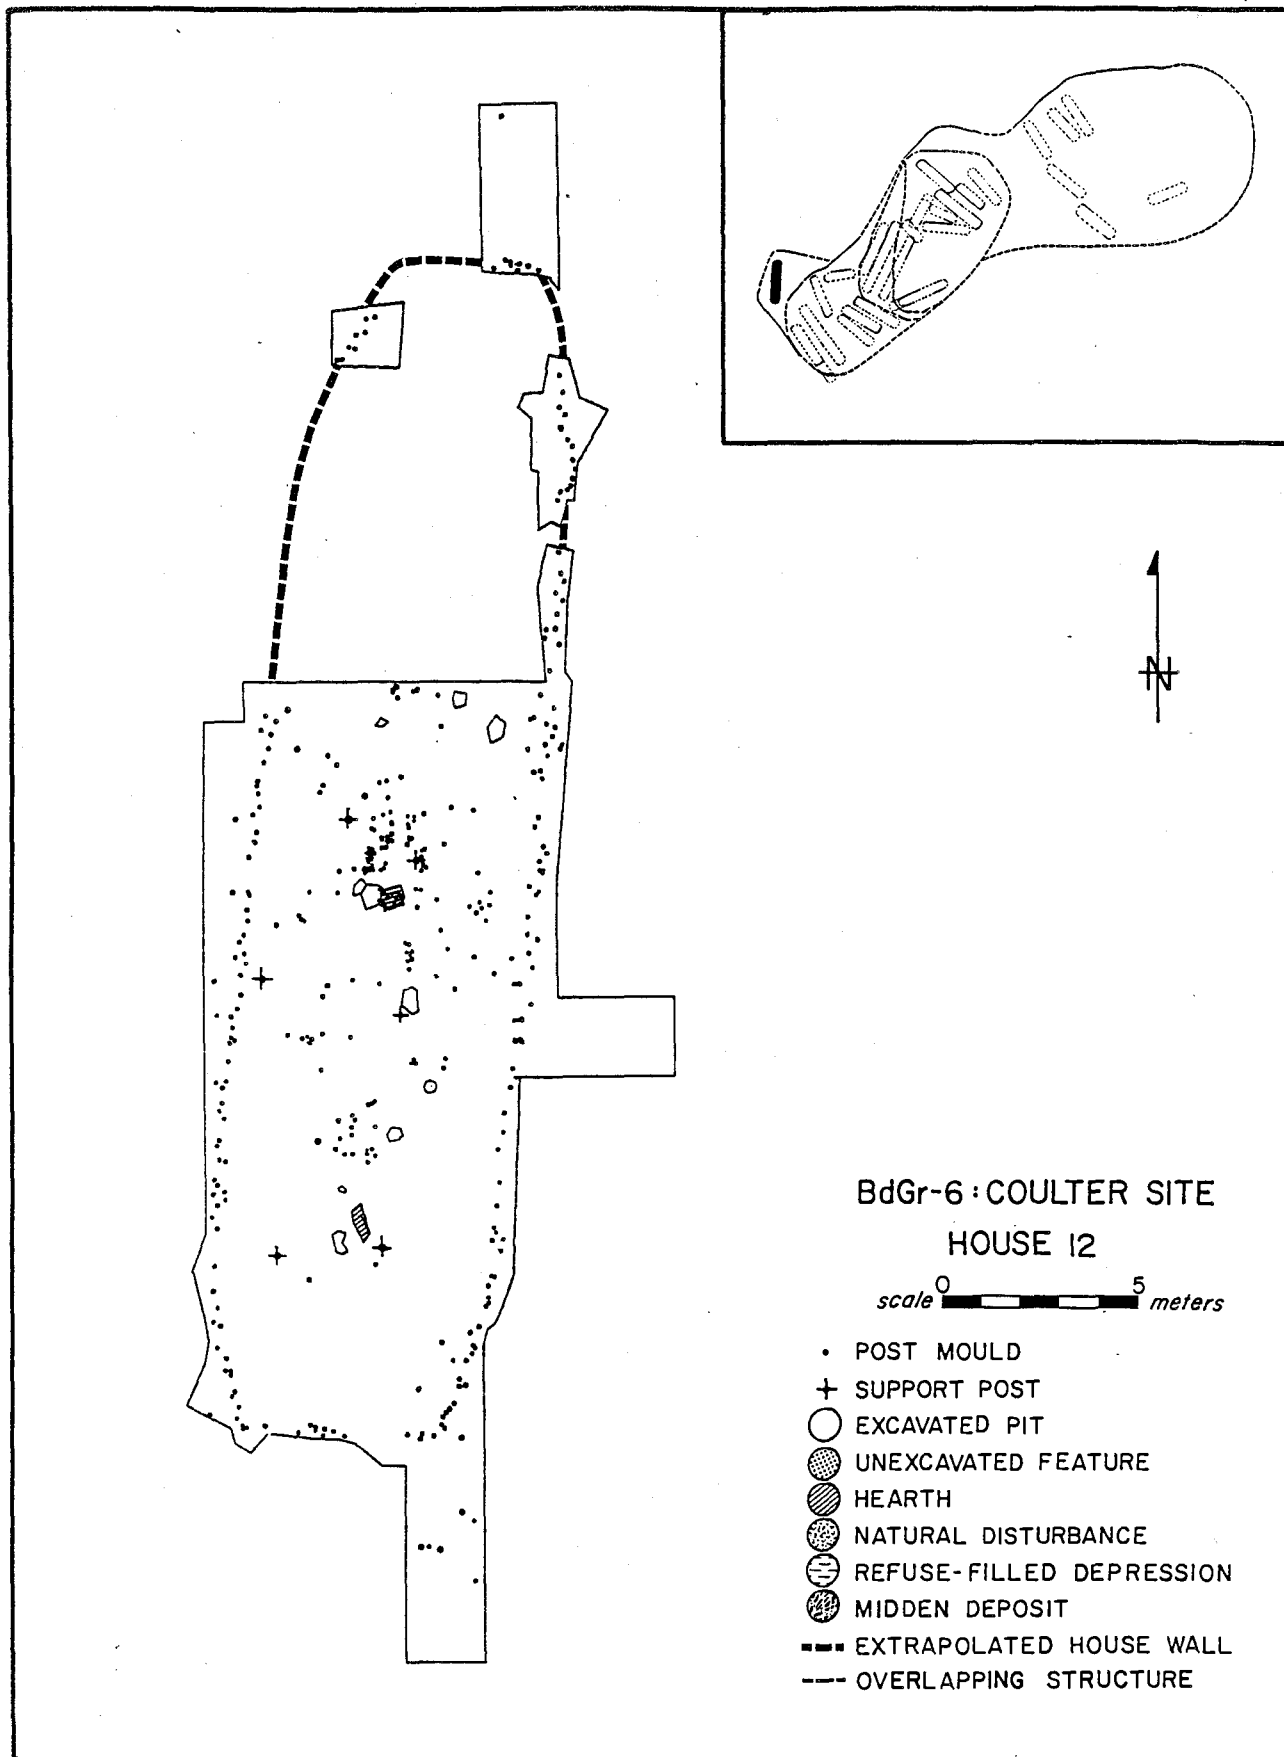 N
BdGr-6: COULTER SITE
HOUSE 12
0 5
scale meters
POST MOULD
SUPPORT POST
EXCAVATED PIT
UNEXCAVATED FEATURE
HEARTH
NATURAL DISTURBANCE
REFUSE-FILLED DEPRESSION
MIDDEN DEPOSIT
EXTRAPOLATED HOUSE WALL
OVERLAPPING STRUCTURE